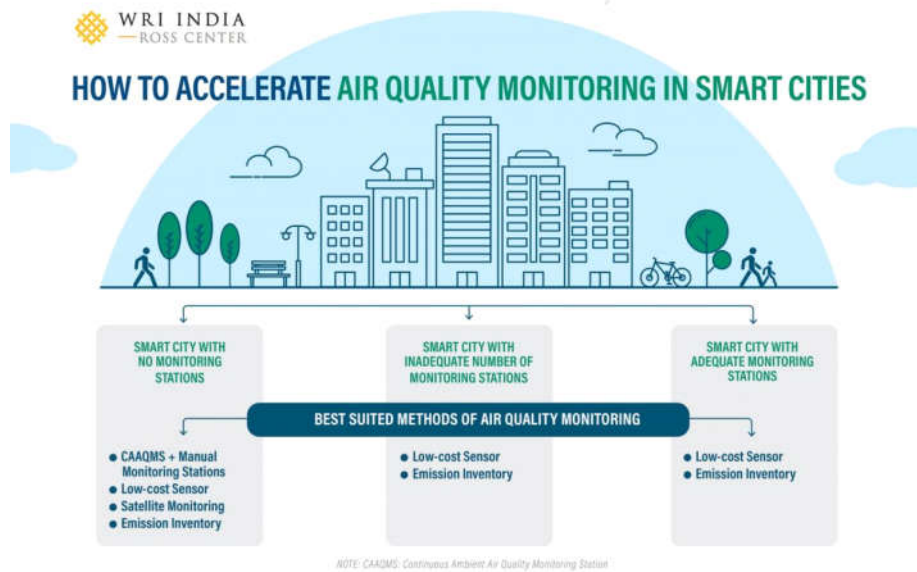 WRI INDIA
ROSS CENTER
HOW TO ACCELERATE AIR QUALITY MONITORING IN SMART CITIES
SMART CITY WITH
NO MONITORING
STATIONS
SMART CITY WITH
INADEQUATE NUMBER OF
MONITORING STATIONS
SMART CITY WITH
ADEQUATE MONITORING
STATIONS
BEST SUITED METHODS OF AIR QUALITY MONITORING
● CAAQMS + Manual
Monitoring Stations
● Low-cost Sensor
● Satellite Monitoring
● Emission Inventory
● Low-cost Sensor
● Emission Inventory
● Low-cost Sensor
● Emission Inventory
NOTE: CAAQMS: Continuous Ambient Air Quality Monitoring Station